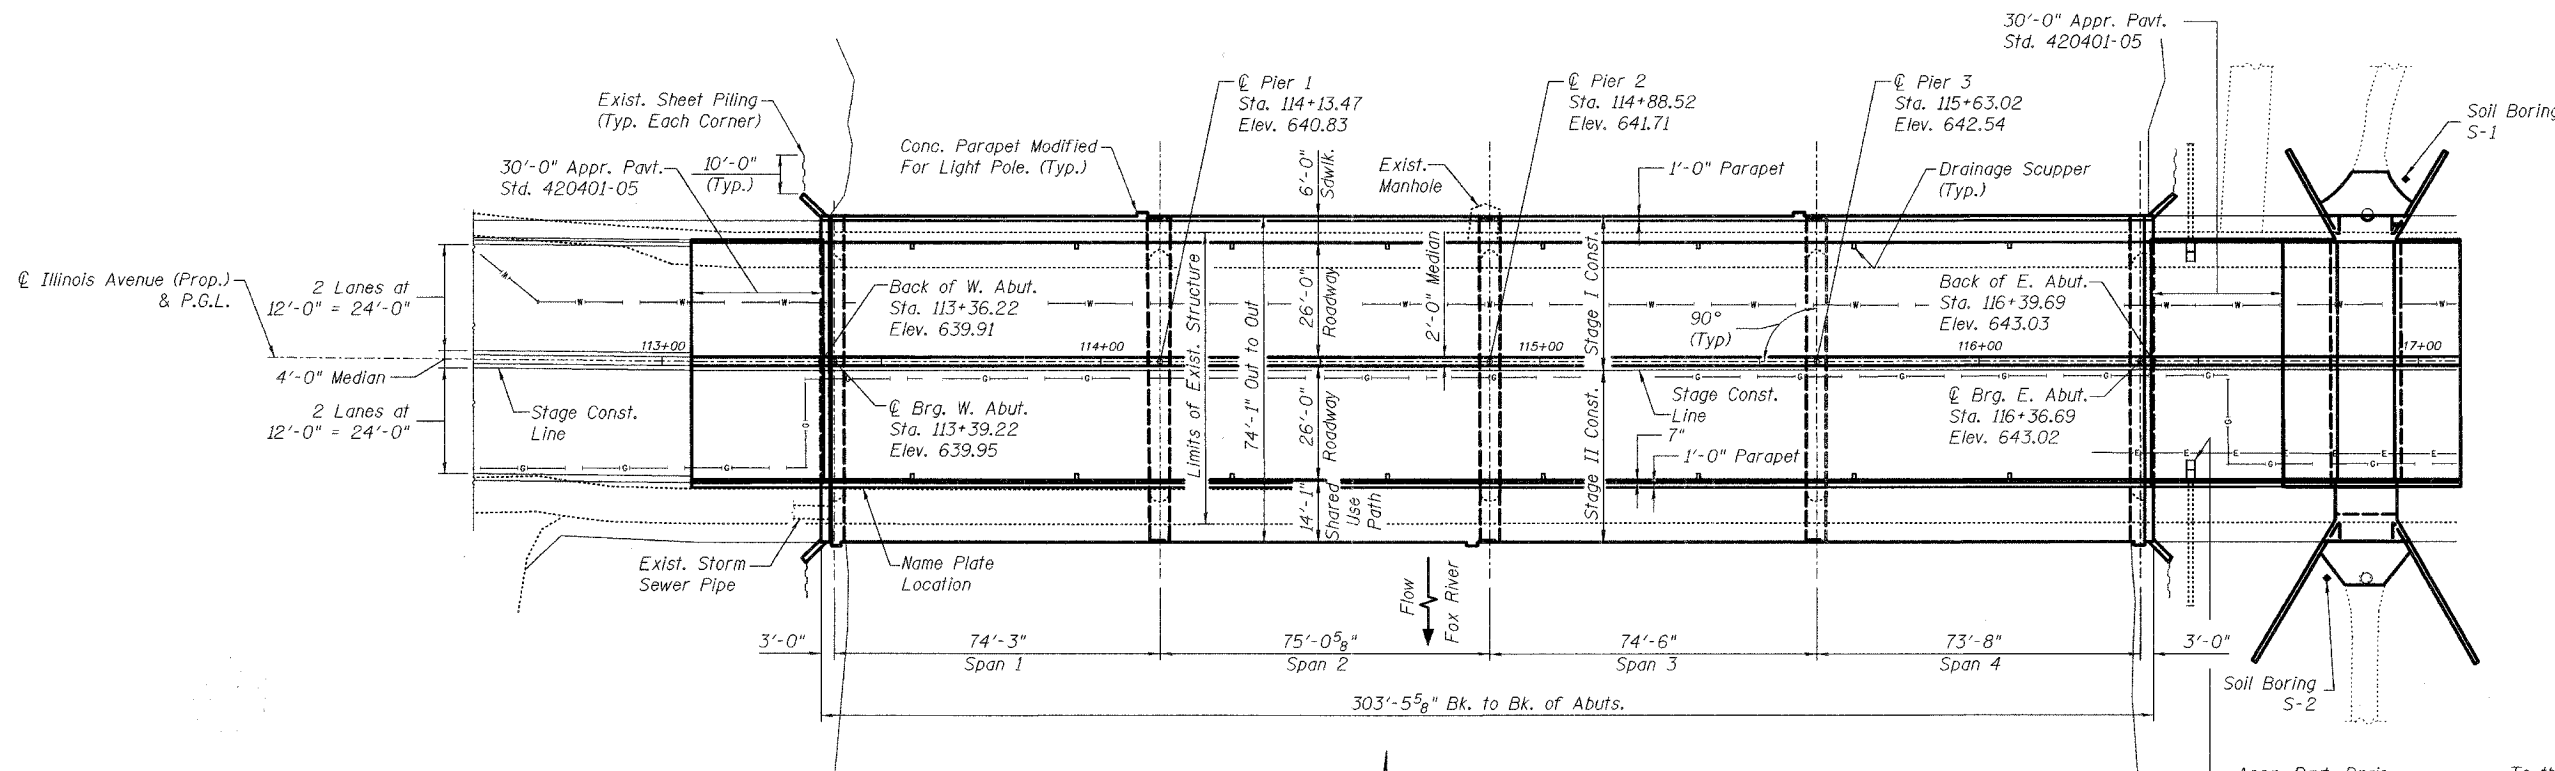 30'-0" Appr. Pavt.
Std. 420401-05
℄ Pier 1
Sta. 114+13.47
Elev. 640.83
℄ Pier 2
Sta. 114+88.52
Elev. 641.71
℄ Pier 3
Sta. 115+63.02
Elev. 642.54
Exist. Sheet Piling
(Typ. Each Corner)
Soil Boring
S-1
Conc. Parapet Modified
For Light Pole. (Typ.)
30'-0" Appr. Pavt.
Std. 420401-05
10'-0"
(Typ.)
6'-0"
Sdwlk.
Exist.
Manhole
1'-0" Parapet
Drainage Scupper
(Typ.)
℄ Illinois Avenue (Prop.)
& P.G.L.
2 Lanes at
12'-0" = 24'-0"
4'-0" Median
2 Lanes at
12'-0" = 24'-0"
Stage Const.
Line
Back of W. Abut.
Sta. 113+36.22
Elev. 639.91
℄ Brg. W. Abut.
Sta. 113+39.22
Elev. 639.95
Limits of Exist. Structure
74'-1" Out to Out
26'-0"
Roadway
26'-0"
Roadway
14'-1"
Shared
Use
Path
2'-0" Median
Stage I Const.
Stage II Const.
90°
(Typ)
Back of E. Abut.
Sta. 116+39.69
Elev. 643.03
113+00
114+00
115+00
116+00
17+00
Stage Const.
Line
7"
1'-0" Parapet
℄ Brg. E. Abut.
Sta. 116+36.69
Elev. 643.02
W W W W W W W W W W W W
G G G G G G G G G G G G
E E E E E E
Exist. Storm
Sewer Pipe
Name Plate
Location
Flow
Fox River
3'-0"
74'-3"
Span 1
75'-0 5/8"
Span 2
74'-6"
Span 3
73'-8"
Span 4
3'-0"
Soil Boring
S-2
303'-5 5/8" Bk. to Bk. of Abuts.